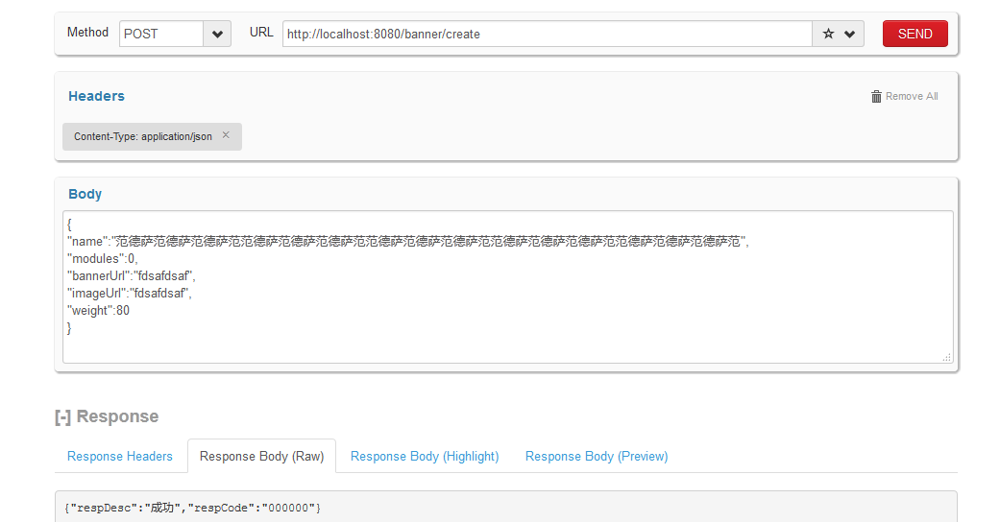 Method POST URL http://localhost:8080/banner/create SEND
Headers Remove All
Content-Type: application/json ×
Body
{
"name":"范德萨范德萨范德萨范范德萨范德萨范德萨范范德萨范德萨范德萨范范德萨范德萨范德萨范范德萨范德萨范德萨范",
"modules":0,
"bannerUrl":"fdsafdsaf",
"imageUrl":"fdsafdsaf",
"weight":80
}
[-] Response
Response Headers Response Body (Raw) Response Body (Highlight) Response Body (Preview)
{"respDesc":"成功","respCode":"000000"}